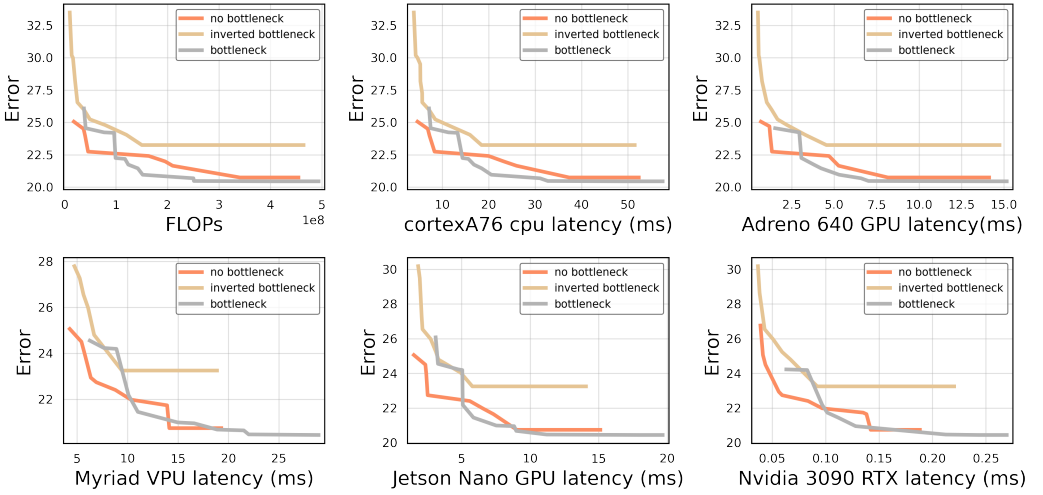 32.5
30.0
27.5
25.0
22.5
20.0
Error
no bottleneck
inverted bottleneck
bottleneck
0 1 2 3 4 5
1e8
FLOPs
32.5
30.0
27.5
25.0
22.5
20.0
Error
no bottleneck
inverted bottleneck
bottleneck
10 20 30 40 50
cortexA76 cpu latency (ms)
32.5
30.0
27.5
25.0
22.5
20.0
Error
no bottleneck
inverted bottleneck
bottleneck
2.5 5.0 7.5 10.0 12.5 15.0
Adreno 640 GPU latency(ms)
28
26
24
22
Error
no bottleneck
inverted bottleneck
bottleneck
5 10 15 20 25
Myriad VPU latency (ms)
30
28
26
24
22
20
Error
no bottleneck
inverted bottleneck
bottleneck
5 10 15 20
Jetson Nano GPU latency (ms)
30
28
26
24
22
20
Error
no bottleneck
inverted bottleneck
bottleneck
0.05 0.10 0.15 0.20 0.25
Nvidia 3090 RTX latency (ms)